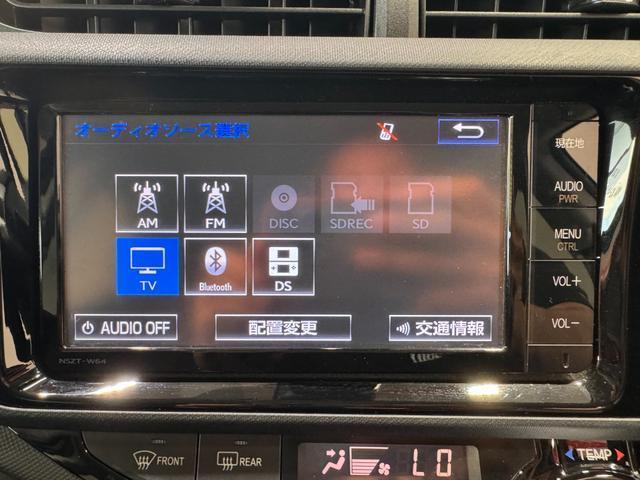 オーディオソース選択
現在地
AM
FM
DISC
SDREC
SD
AUDIO
PWR
TV
Bluetooth
DS
MENU
CTRL
VOL+
AUDIO OFF
配置変更
交通情報
VOL−
NSZT-W64
FRONT
REAR
LO
TEMP